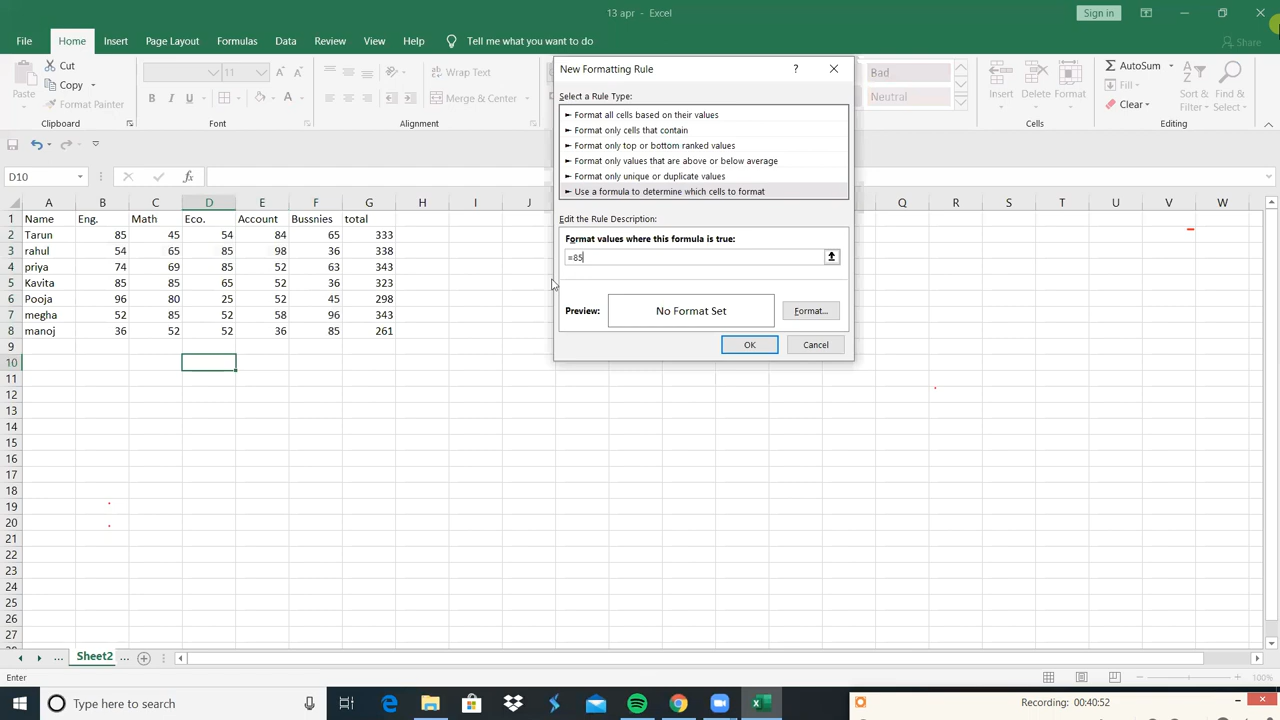 13 apr - Excel
Sign in
File Home Insert Page Layout Formulas Data Review View Help Tell me what you want to do Share
Cut
Copy
Format Painter
Paste
Clipboard
11
B I U A
Wrap Text
Merge & Center
Alignment
Bad
Neutral
Insert Delete Format
Cells
AutoSum
Fill
Clear
Sort & Find &
Filter Select
Editing
New Formatting Rule ?
Select a Rule Type:
► Format all cells based on their values
► Format only cells that contain
► Format only top or bottom ranked values
► Format only values that are above or below average
► Format only unique or duplicate values
► Use a formula to determine which cells to format
Edit the Rule Description:
Format values where this formula is true:
=85
Preview: No Format Set Format...
OK Cancel
D10 fx
A B C D E F G H I J Q R S T U V W
1 Name Eng. Math Eco. Account Bussnies total
2 Tarun 85 45 54 84 65 333
3 rahul 54 65 85 98 36 338
4 priya 74 69 85 52 63 343
5 Kavita 85 85 65 52 36 323
6 Pooja 96 80 25 52 45 298
7 megha 52 85 52 58 96 343
8 manoj 36 52 52 36 85 261
9
10
11
12
13
14
15
16
17
18
19
20
21
22
23
24
25
26
27
... Sheet2 ...
Enter
100%
Type here to search
Recording: 00:40:52